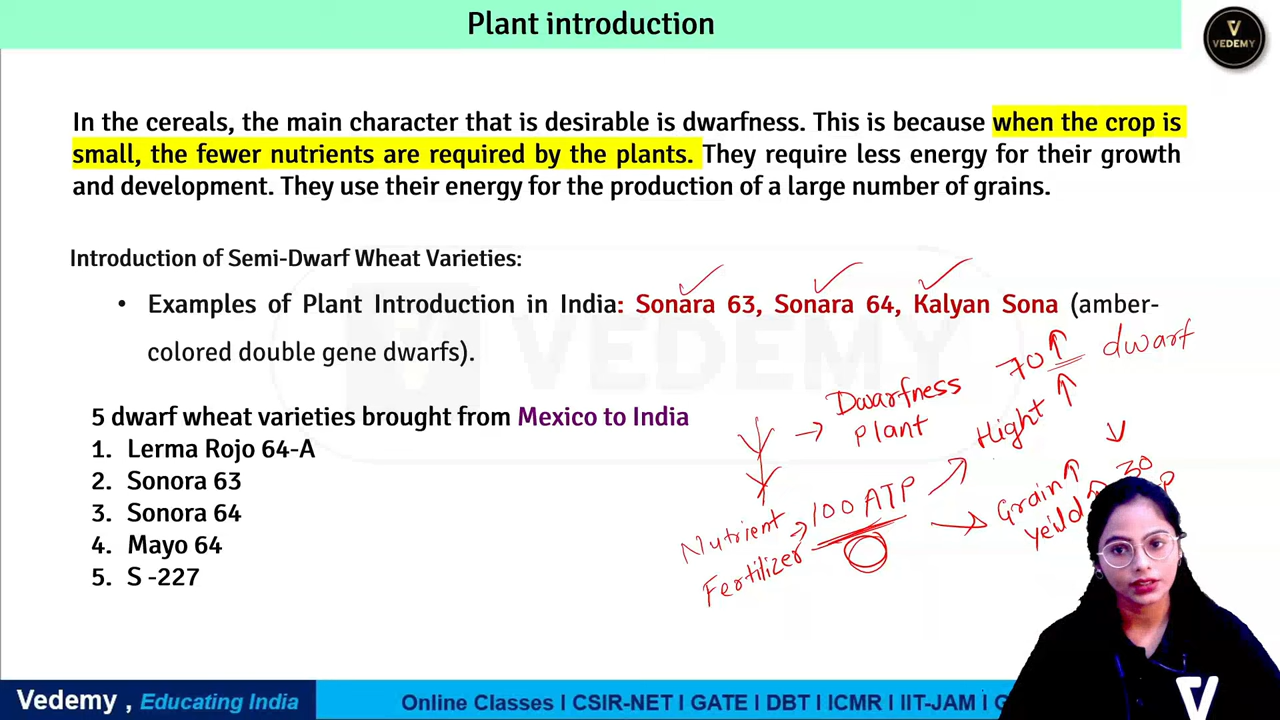 Plant introduction
VEDEMY
In the cereals, the main character that is desirable is dwarfness. This is because when the crop is
small, the fewer nutrients are required by the plants. They require less energy for their growth
and development. They use their energy for the production of a large number of grains.
Introduction of Semi-Dwarf Wheat Varieties:
• Examples of Plant Introduction in India: Sonara 63, Sonara 64, Kalyan Sona (amber-
colored double gene dwarfs).
VEDEMY
70↑ dwarf
Dwarfness
plant
Hight ↑
5 dwarf wheat varieties brought from Mexico to India
1. Lerma Rojo 64-A
2. Sonora 63
3. Sonora 64
4. Mayo 64
5. S -227
Nutrient
Fertilizer
100 ATP
Grain ↑
yeild
30
Vedemy , Educating India
Online Classes I CSIR-NET I GATE I DBT I ICMR I IIT-JAM I